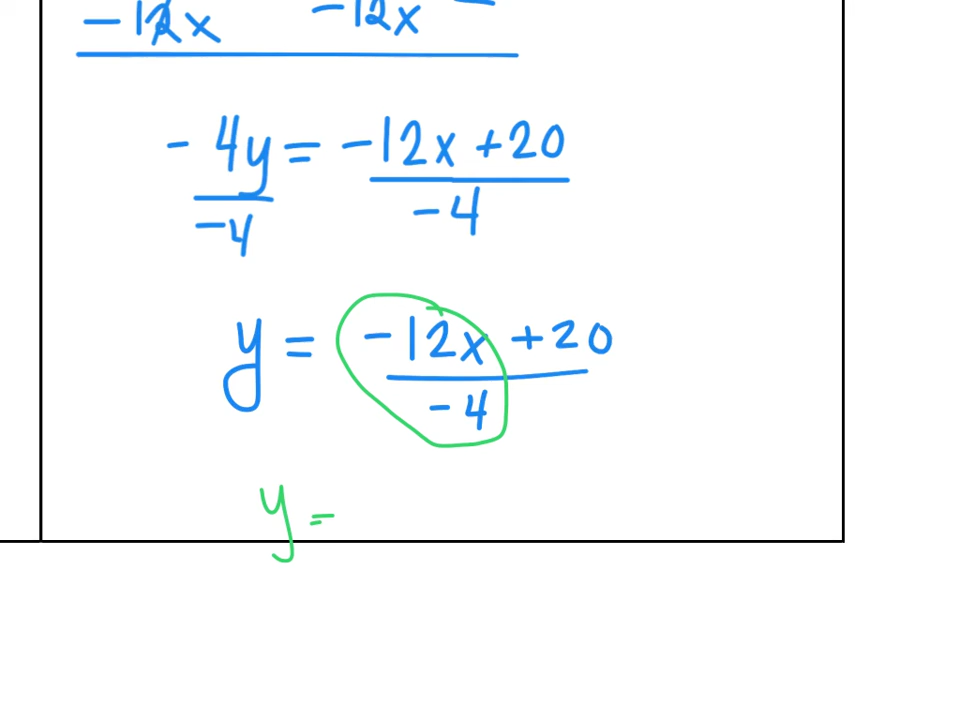 -12x -12x
-4y = -12x +20
-4 -4
y = -12x +20
-4
y =